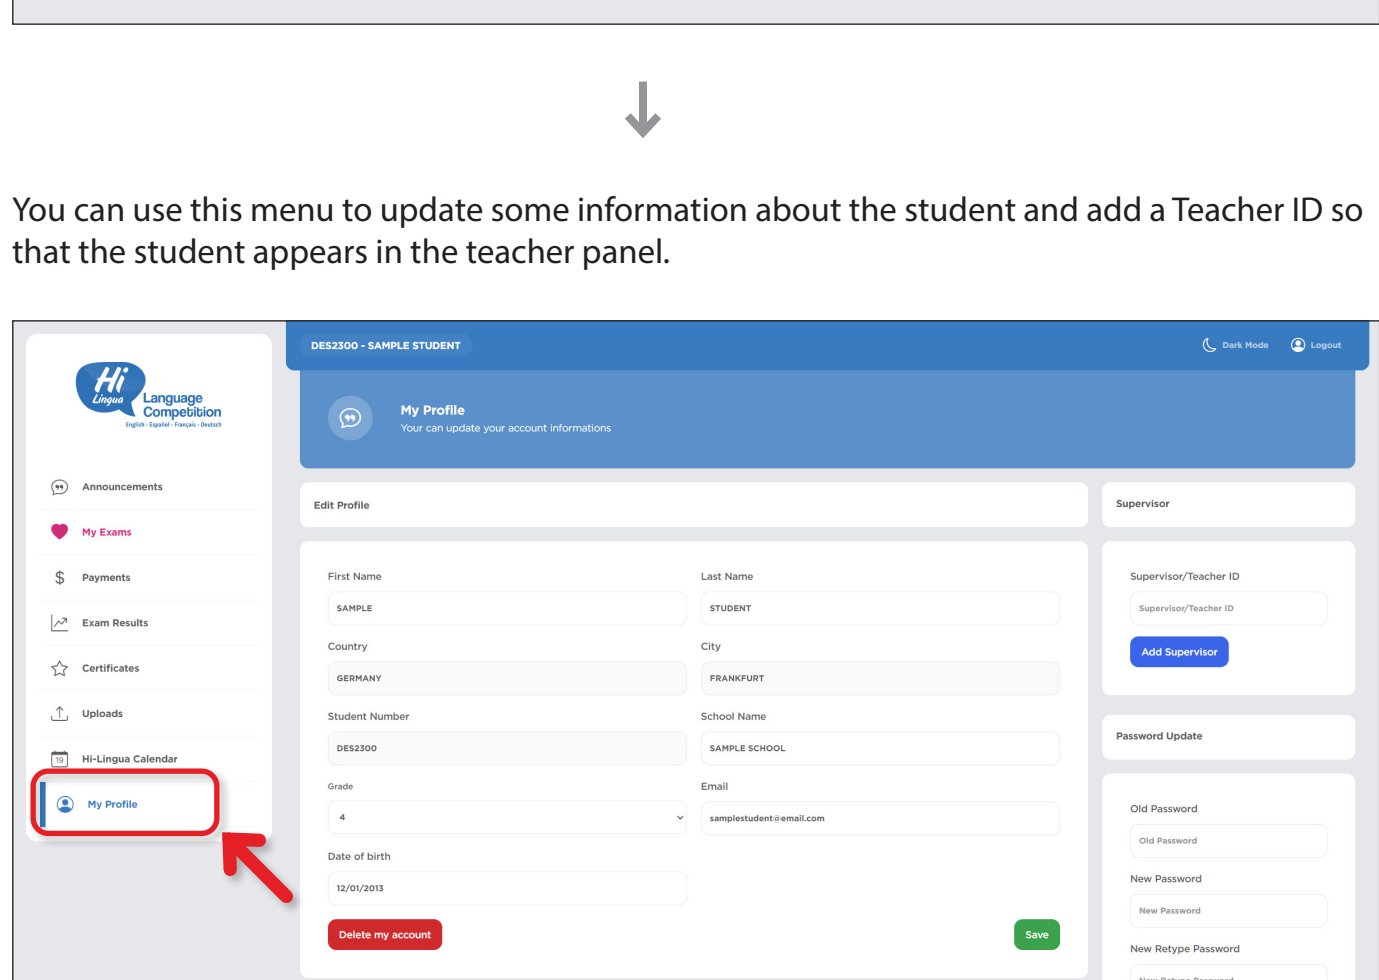 You can use this menu to update some information about the student and add a Teacher ID so
that the student appears in the teacher panel.
Hi
Lingua
Language
Competition
English - Español - Français - Deutsch
Announcements
My Exams
$ Payments
Exam Results
Certificates
Uploads
19 Hi-Lingua Calendar
My Profile
DES2300 - SAMPLE STUDENT
Dark Mode
Logout
My Profile
Your can update your account informations
Edit Profile
First Name
SAMPLE
Last Name
STUDENT
Country
GERMANY
City
FRANKFURT
Student Number
DES2300
School Name
SAMPLE SCHOOL
Grade
4
Email
samplestudent@email.com
Date of birth
12/01/2013
Delete my account
Save
Supervisor
Supervisor/Teacher ID
Supervisor/Teacher ID
Add Supervisor
Password Update
Old Password
Old Password
New Password
New Password
New Retype Password
New Retype Password